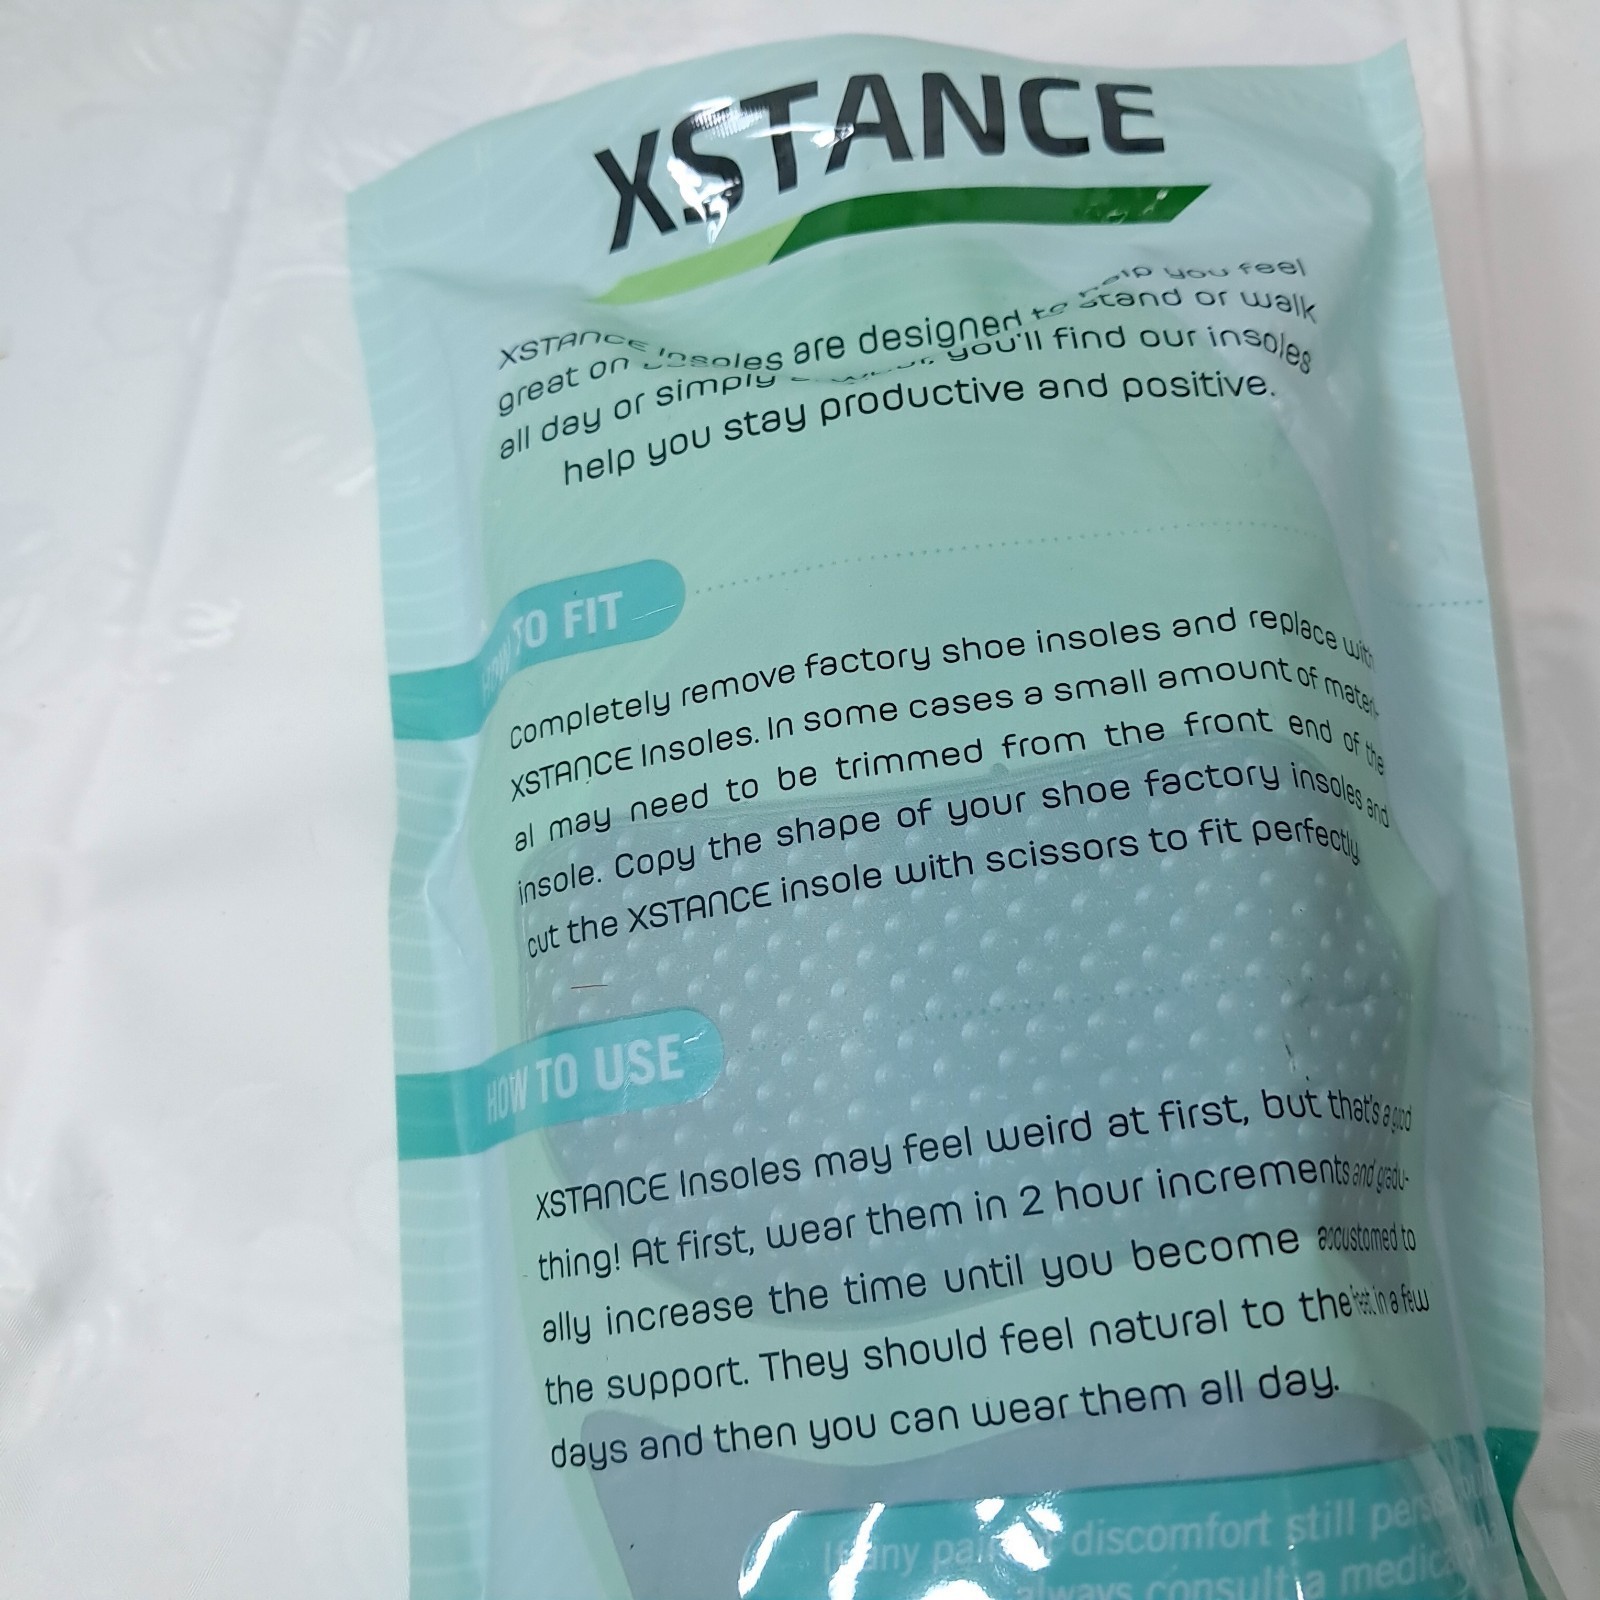 XSTANCE
XSTANCE Insoles are designed to help you feel
great on stand or walk
all day or simply you'll find our insoles
help you stay productive and positive.
HOW TO FIT
Completely remove factory shoe insoles and replace with
XSTANCE Insoles. In some cases a small amount of materi-
al may need to be trimmed from the front end of the
insole. Copy the shape of your shoe factory insoles and
cut the XSTANCE insole with scissors to fit perfectly
HOW TO USE
XSTANCE Insoles may feel weird at first, but that's a good
thing! At first, wear them in 2 hour increments and gradu-
ally increase the time until you become accustomed to
the support. They should feel natural to the feet in a few
days and then you can wear them all day.
If any pain discomfort still
always consult a medical